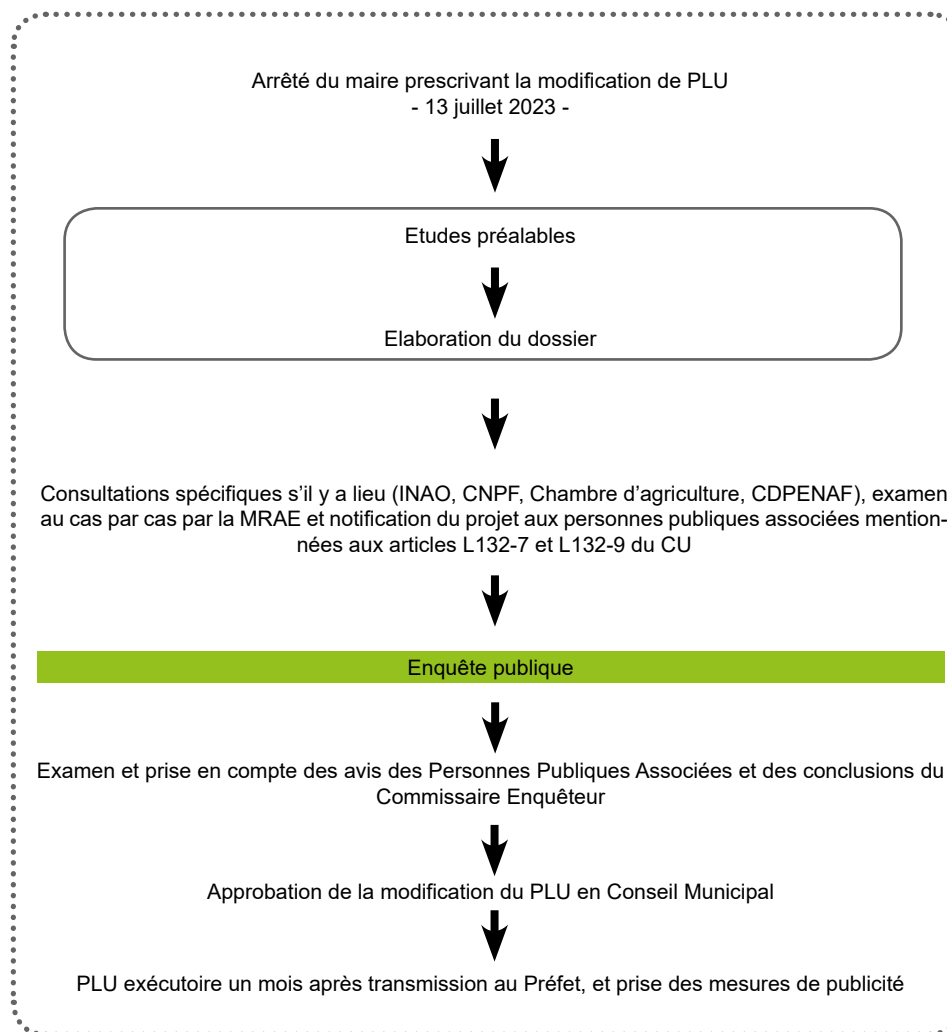 Arrêté du maire prescrivant la modification de PLU
- 13 juillet 2023 -
Etudes préalables
Elaboration du dossier
Consultations spécifiques s’il y a lieu (INAO, CNPF, Chambre d’agriculture, CDPENAF), examen
au cas par cas par la MRAE et notification du projet aux personnes publiques associées mention-
nées aux articles L132-7 et L132-9 du CU
Enquête publique
Examen et prise en compte des avis des Personnes Publiques Associées et des conclusions du
Commissaire Enquêteur
Approbation de la modification du PLU en Conseil Municipal
PLU exécutoire un mois après transmission au Préfet, et prise des mesures de publicité